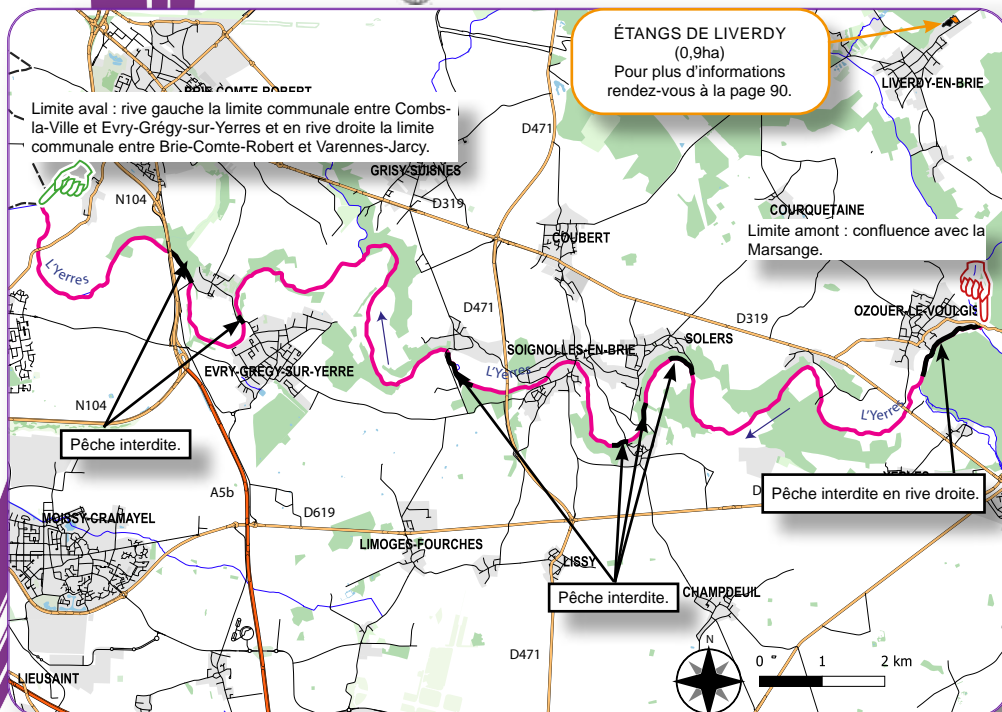 ÉTANGS DE LIVERDY
(0,9ha)
Pour plus d'informations
rendez-vous à la page 90.
LIVERDY-EN-BRIE
BRIE-COMTE-ROBERT
Limite aval : rive gauche la limite communale entre Combs-
la-Ville et Evry-Grégy-sur-Yerres et en rive droite la limite
communale entre Brie-Comte-Robert et Varennes-Jarcy.
D471
GRISY-SUISNES
N104
D319
COURQUETAINE
COUBERT
Limite amont : confluence avec la
Marsange.
L'Yerres
OZOUER-LE-VOULGIS
D471
D319
SOLERS
SOIGNOLLES-EN-BRIE
EVRY-GRÉGY-SUR-YERRE
L'Yerres
N104
L'Yerres
Pêche interdite.
Pêche interdite en rive droite.
A5b
D619
MOISSY-CRAMAYEL
LIMOGES-FOURCHES
LISSY
Pêche interdite.
CHAMPDEUIL
N
D471
0 1 2 km
LIEUSAINT